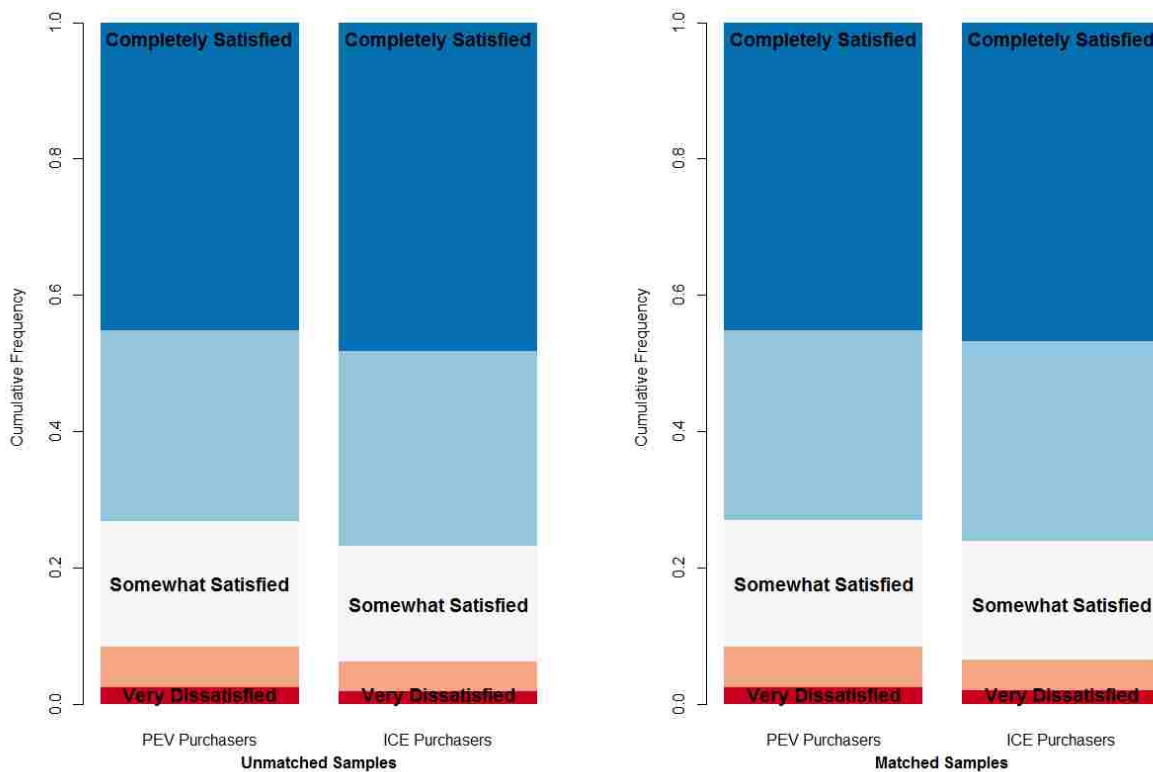 Cumulative Frequency
1.0
0.8
0.6
0.4
0.2
0.0
Completely Satisfied
Somewhat Satisfied
Very Dissatisfied
PEV Purchasers
Completely Satisfied
Somewhat Satisfied
Very Dissatisfied
ICE Purchasers
Unmatched Samples
Cumulative Frequency
1.0
0.8
0.6
0.4
0.2
0.0
Completely Satisfied
Somewhat Satisfied
Very Dissatisfied
PEV Purchasers
Completely Satisfied
Somewhat Satisfied
Very Dissatisfied
ICE Purchasers
Matched Samples